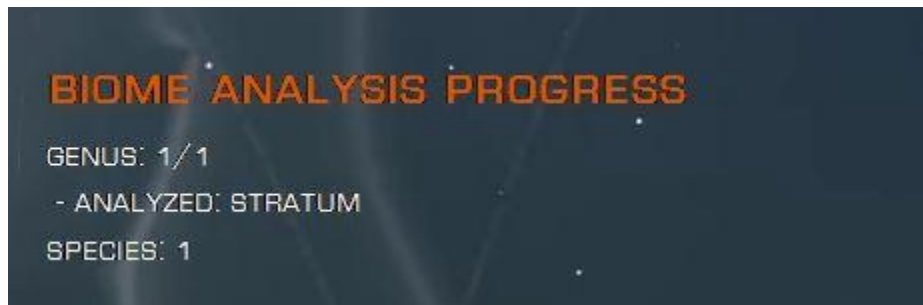 BIOME ANALYSIS PROGRESS
GENUS: 1/1
- ANALYZED: STRATUM
SPECIES: 1